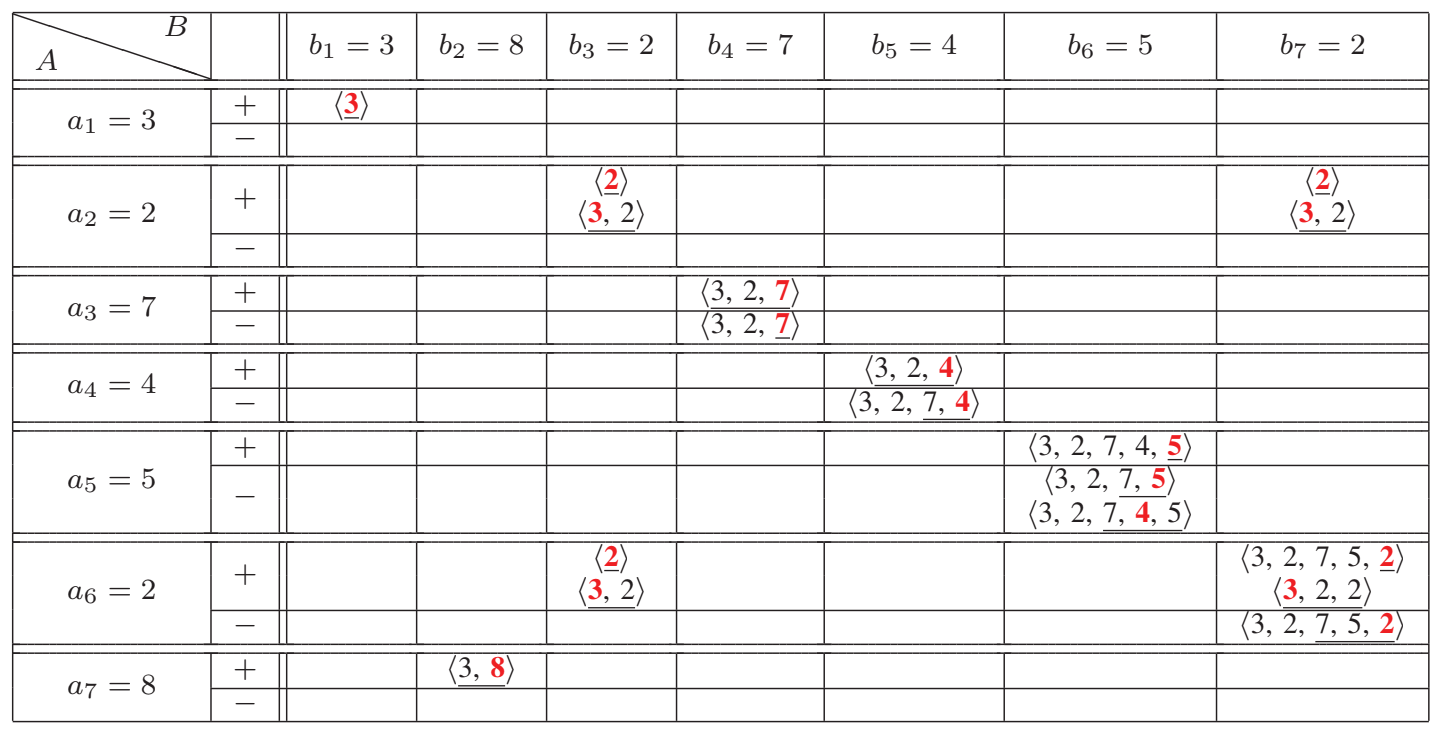 B
A b₁ = 3 b₂ = 8 b₃ = 2 b₄ = 7 b₅ = 4 b₆ = 5 b₇ = 2
a₁ = 3 + ⟨3⟩
−
a₂ = 2 + ⟨2⟩ ⟨2⟩
⟨3, 2⟩ ⟨3, 2⟩
−
a₃ = 7 + ⟨3, 2, 7⟩
− ⟨3, 2, 7⟩
a₄ = 4 + ⟨3, 2, 4⟩
− ⟨3, 2, 7, 4⟩
a₅ = 5 + ⟨3, 2, 7, 4, 5⟩
− ⟨3, 2, 7, 5⟩
⟨3, 2, 7, 4, 5⟩
a₆ = 2 + ⟨2⟩ ⟨3, 2, 7, 5, 2⟩
⟨3, 2⟩ ⟨3, 2, 2⟩
− ⟨3, 2, 7, 5, 2⟩
a₇ = 8 + ⟨3, 8⟩
−